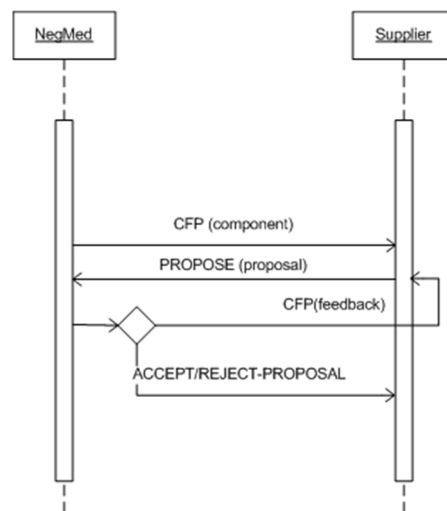 NegMed
Supplier
CFP (component)
PROPOSE (proposal)
CFP(feedback)
ACCEPT/REJECT-PROPOSAL